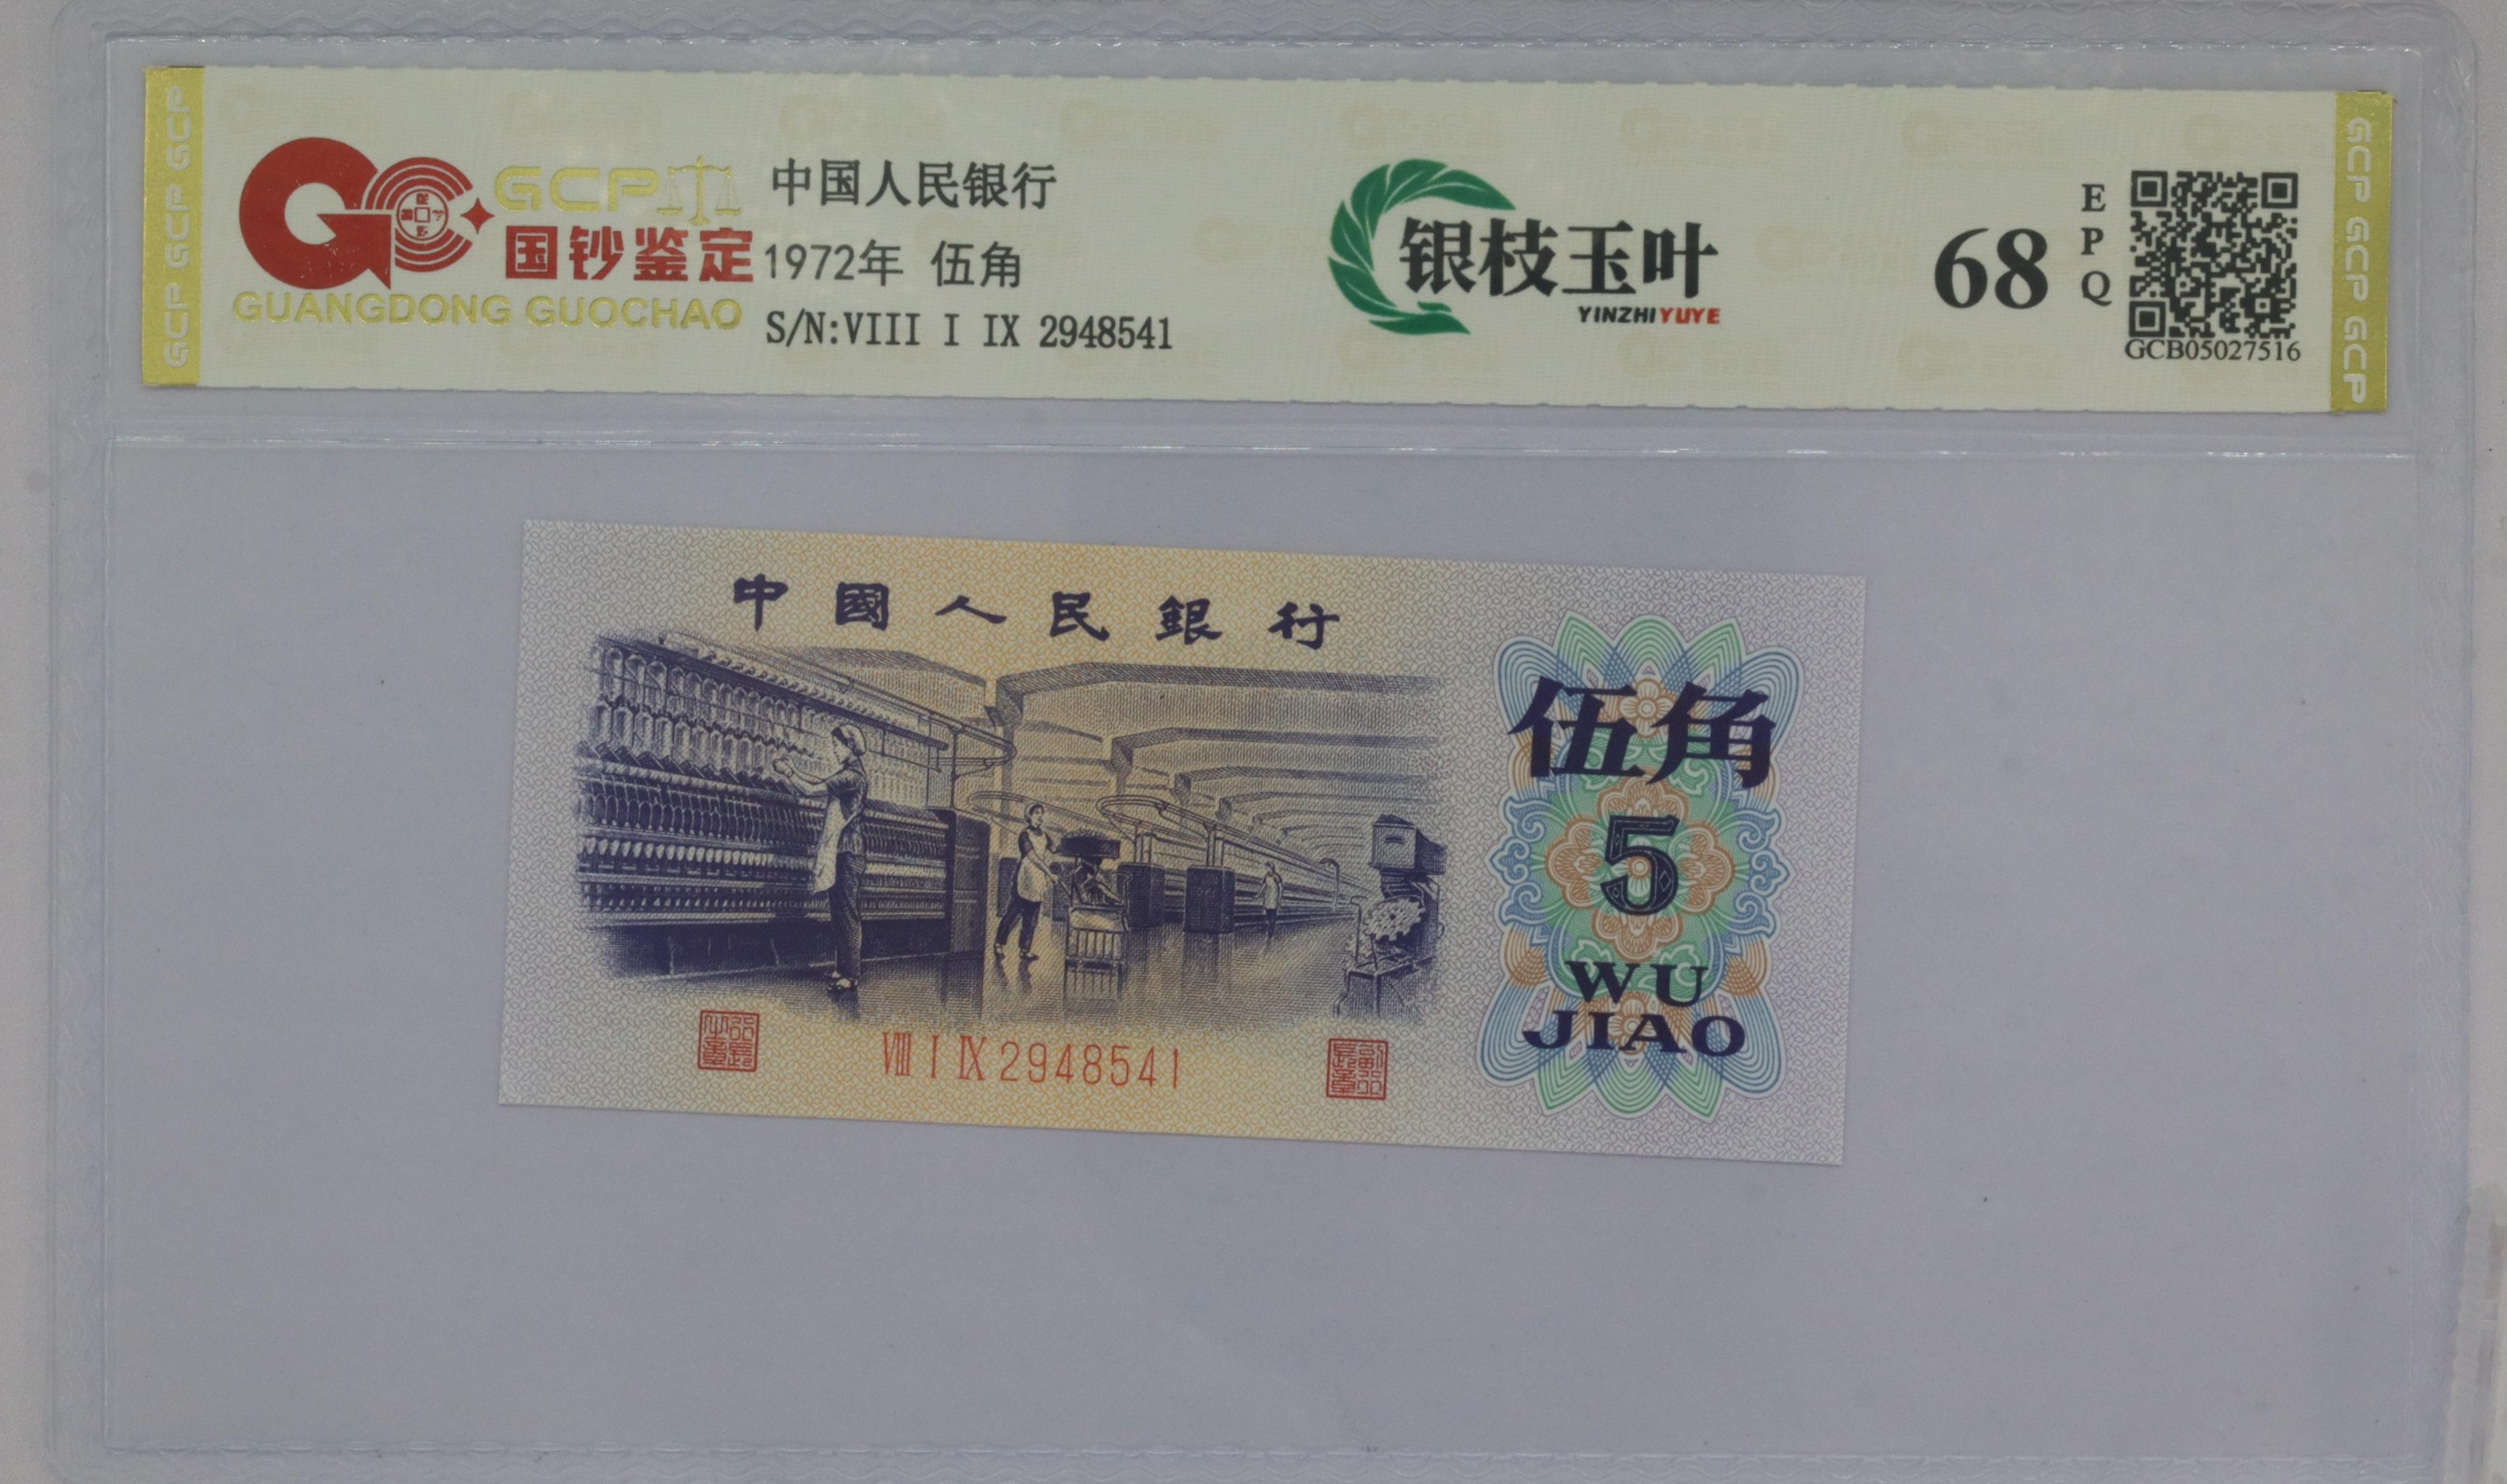 GCP GCP GCP
GCP
国钞鉴定
GUANGDONG GUOCHAO
中国人民银行
1972年 伍角
S/N:VIII I IX 2948541
银枝玉叶
YINZHIYUYE
68
EPQ
GCB05027516
GCP GCP GCP
中國人民銀行
伍角
5
WU
JIAO
VIII I IX 2948541